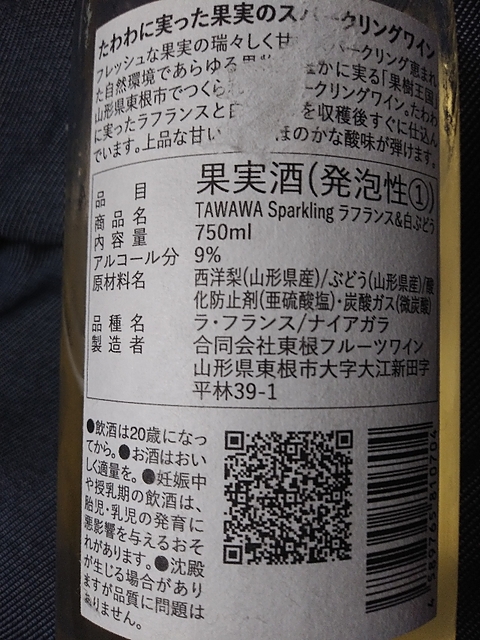 たわわに実った果実のスパークリングワイン
フレッシュな果実の瑞々しく甘 スパークリング 恵まれ
た自然環境であらゆる果物 豊かに実る「果樹王国」
山形県東根市でつくら ークリングワイン。たわわ
に実ったラフランスと白 を収穫後すぐに仕込ん
でいます。上品な甘い ほのかな酸味が弾けます。
品目 果実酒(発泡性①)
商品名 TAWAWA Sparkling ラフランス&白ぶどう
内容量 750ml
アルコール分 9%
原材料名 西洋梨(山形県産)/ぶどう(山形県産)/酸
化防止剤(亜硫酸塩)・炭酸ガス(微炭酸)
品種名 ラ・フランス/ナイアガラ
製造者 合同会社東根フルーツワイン
山形県東根市大字大江新田字
平林39-1
●飲酒は20歳になっ
てから。●お酒はおい
しく適量を。●妊娠中
や授乳期の飲酒は、
胎児・乳児の発育に
悪影響を与えるおそ
れがあります。●沈殿
が生じる場合があり
ますが品質に問題は
ありません。